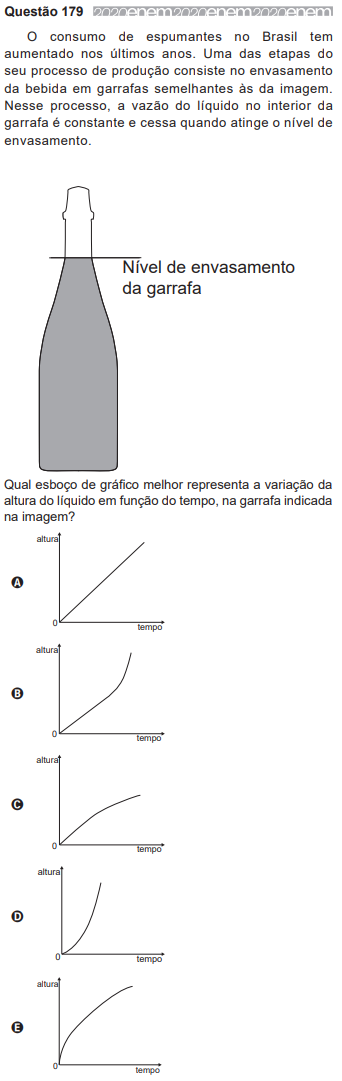 Questão 179 2020enem2020enem2020enem
O consumo de espumantes no Brasil tem
aumentado nos últimos anos. Uma das etapas do
seu processo de produção consiste no envasamento
da bebida em garrafas semelhantes às da imagem.
Nesse processo, a vazão do líquido no interior da
garrafa é constante e cessa quando atinge o nível de
envasamento.
Nível de envasamento
da garrafa
Qual esboço de gráfico melhor representa a variação da
altura do líquido em função do tempo, na garrafa indicada
na imagem?
altura
A
0
tempo
altura
B
0
tempo
altura
C
0
tempo
altura
D
0
tempo
altura
E
0
tempo